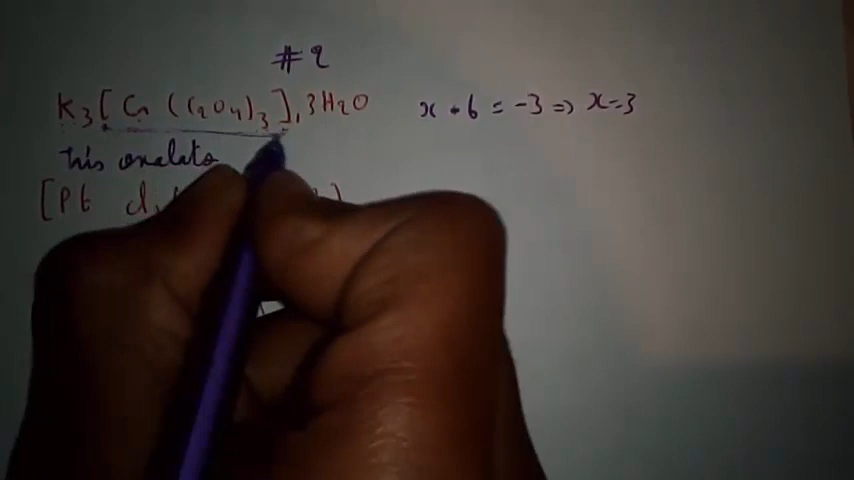 # 2
K₃[Cr(C₂O₄)₃],3H₂O x - 6 = -3 => x = 3
tris oxalato
[Pt